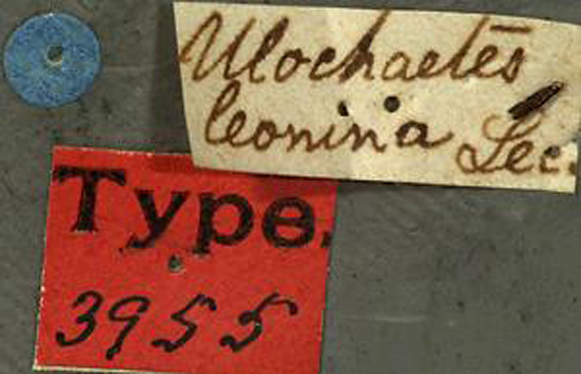 Ulochaetes
leonina Lec.
Type.
3955